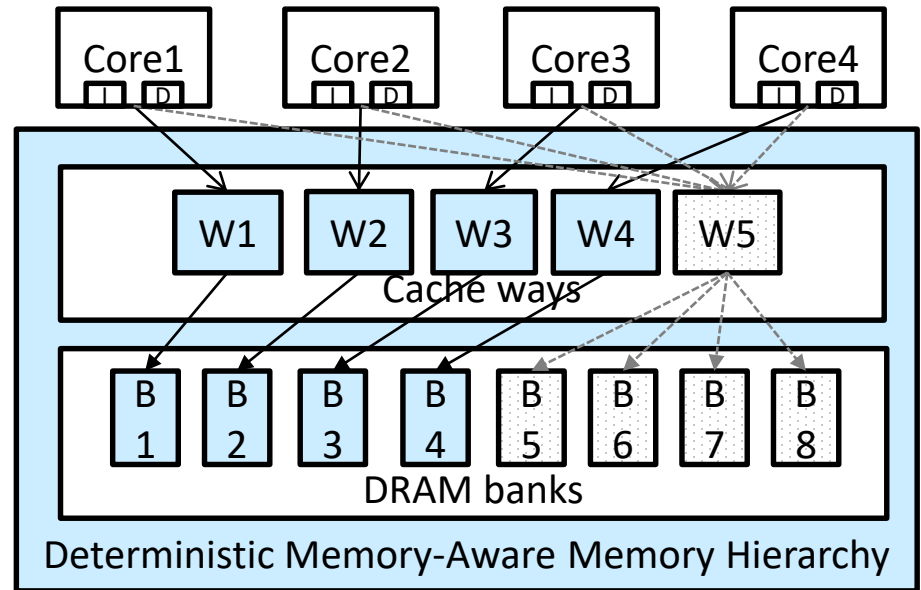 Core1 Core2 Core3 Core4
I D I D I D I D
W1 W2 W3 W4 W5
Cache ways
B B B B B B B B
1 2 3 4 5 6 7 8
DRAM banks
Deterministic Memory-Aware Memory Hierarchy